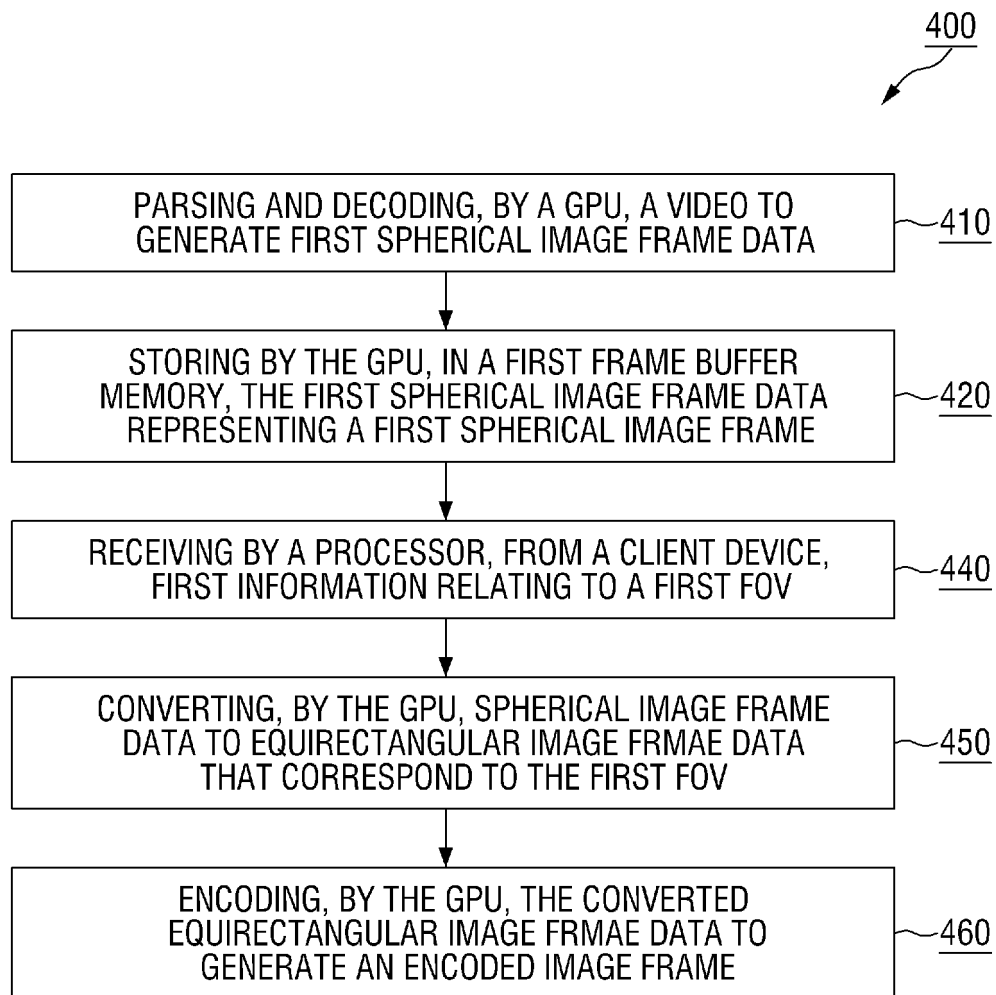 400
PARSING AND DECODING, BY A GPU, A VIDEO TO
GENERATE FIRST SPHERICAL IMAGE FRAME DATA
410
STORING BY THE GPU, IN A FIRST FRAME BUFFER
MEMORY, THE FIRST SPHERICAL IMAGE FRAME DATA
REPRESENTING A FIRST SPHERICAL IMAGE FRAME
420
RECEIVING BY A PROCESSOR, FROM A CLIENT DEVICE,
FIRST INFORMATION RELATING TO A FIRST FOV
440
CONVERTING, BY THE GPU, SPHERICAL IMAGE FRAME
DATA TO EQUIRECTANGULAR IMAGE FRMAE DATA
THAT CORRESPOND TO THE FIRST FOV
450
ENCODING, BY THE GPU, THE CONVERTED
EQUIRECTANGULAR IMAGE FRMAE DATA TO
GENERATE AN ENCODED IMAGE FRAME
460